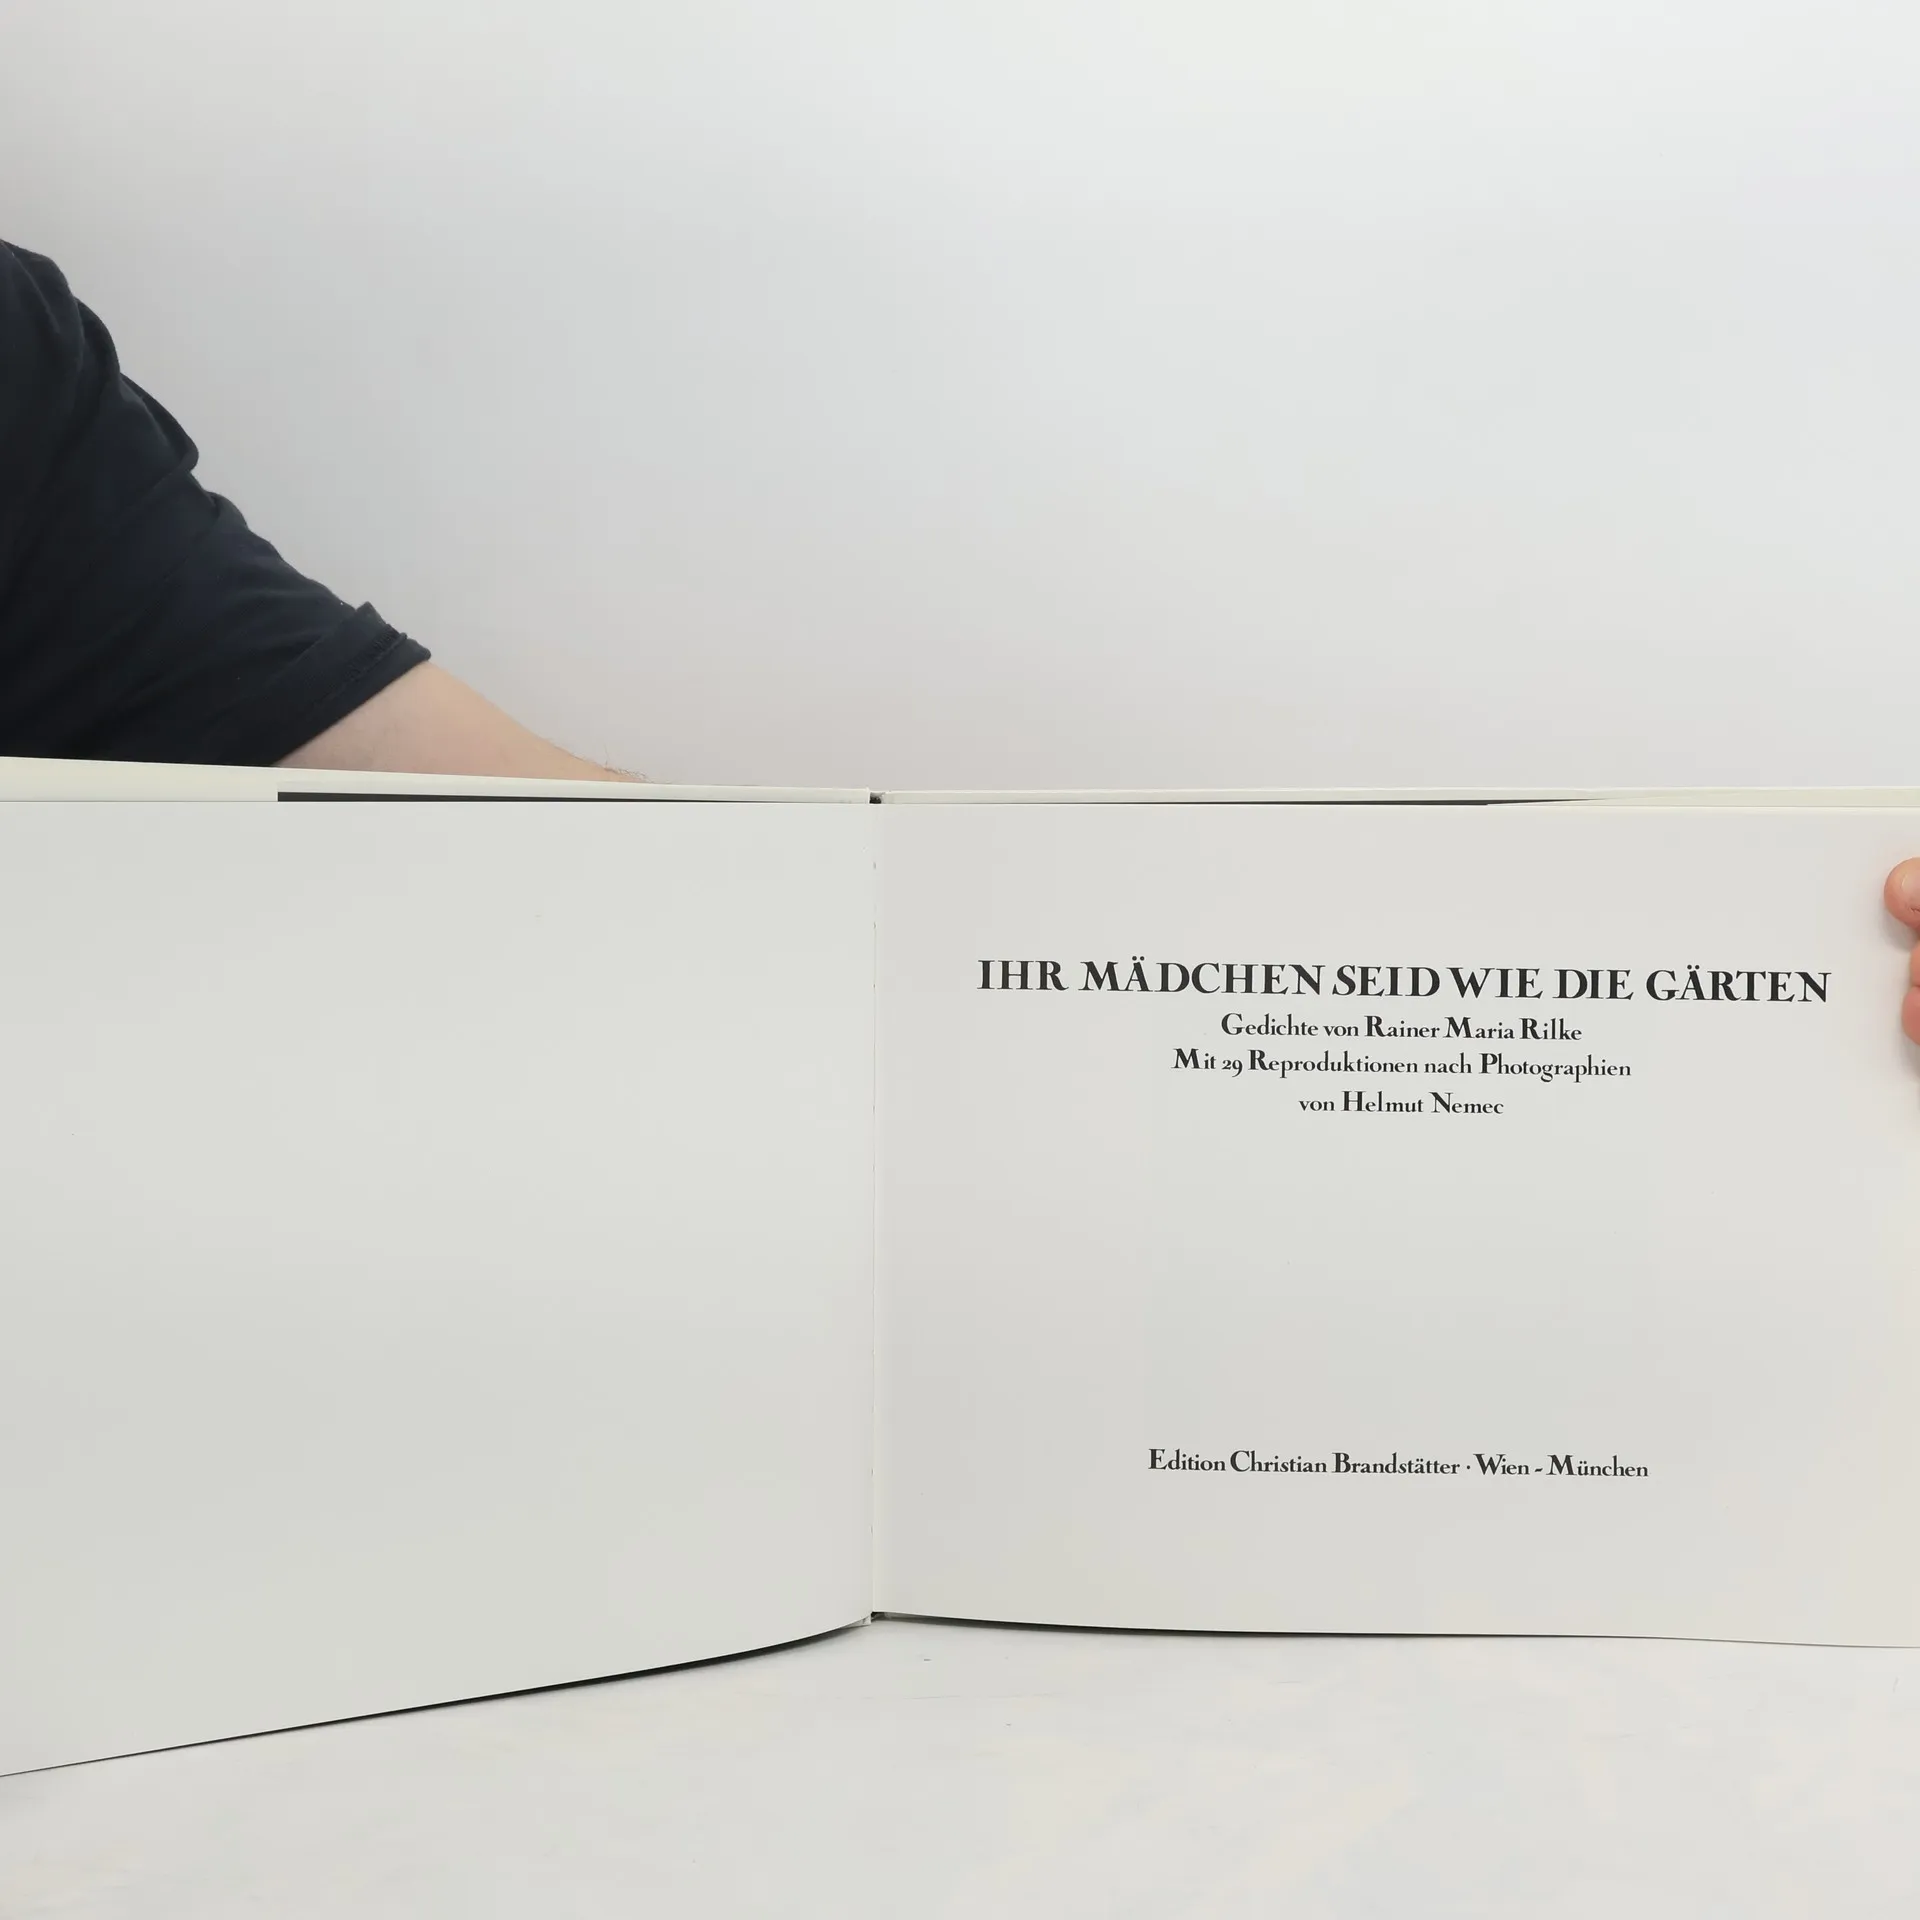 IHR MÄDCHEN SEID WIE DIE GÄRTEN
Gedichte von Rainer Maria Rilke
Mit 29 Reproduktionen nach Photographien
von Helmut Nemec
Edition Christian Brandstätter · Wien - München